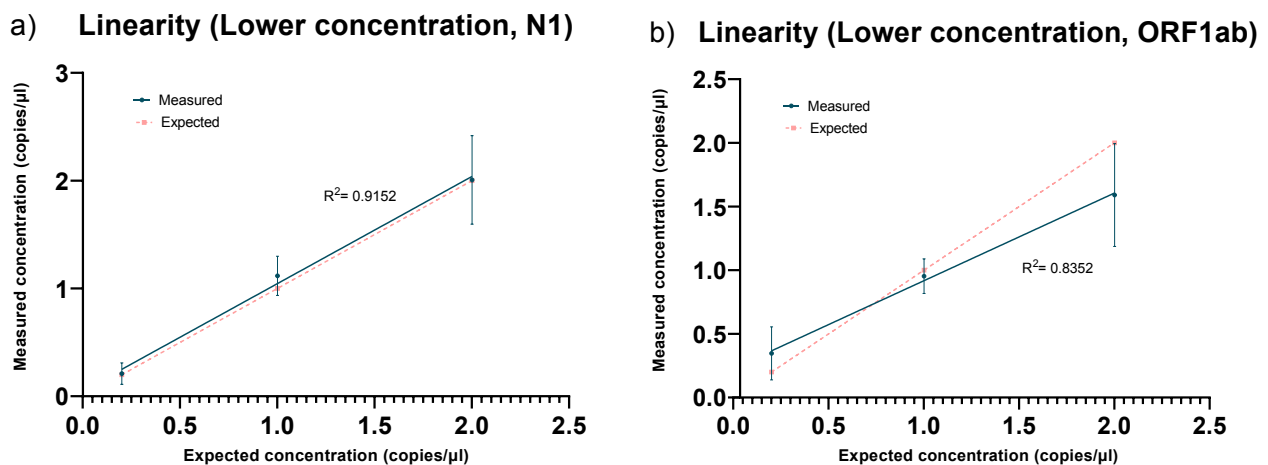 a) Linearity (Lower concentration, N1)
Measured concentration (copies/µl)
3
2
1
0
Measured
Expected
R²= 0.9152
0.0 0.5 1.0 1.5 2.0 2.5
Expected concentration (copies/µl)
b) Linearity (Lower concentration, ORF1ab)
Measured concentration (copies/µl)
2.5
2.0
1.5
1.0
0.5
0.0
Measured
Expected
R²= 0.8352
0.0 0.5 1.0 1.5 2.0 2.5
Expected concentration (copies/µl)